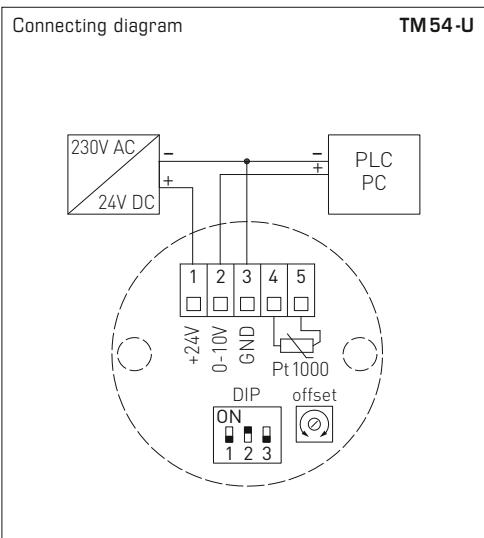 Connecting diagram TM54-U
230V AC
24V DC
−
+
−
+
PLC
PC
1 2 3 4 5
+24V
0-10V
GND
Pt1000
DIP
offset
ON
1 2 3